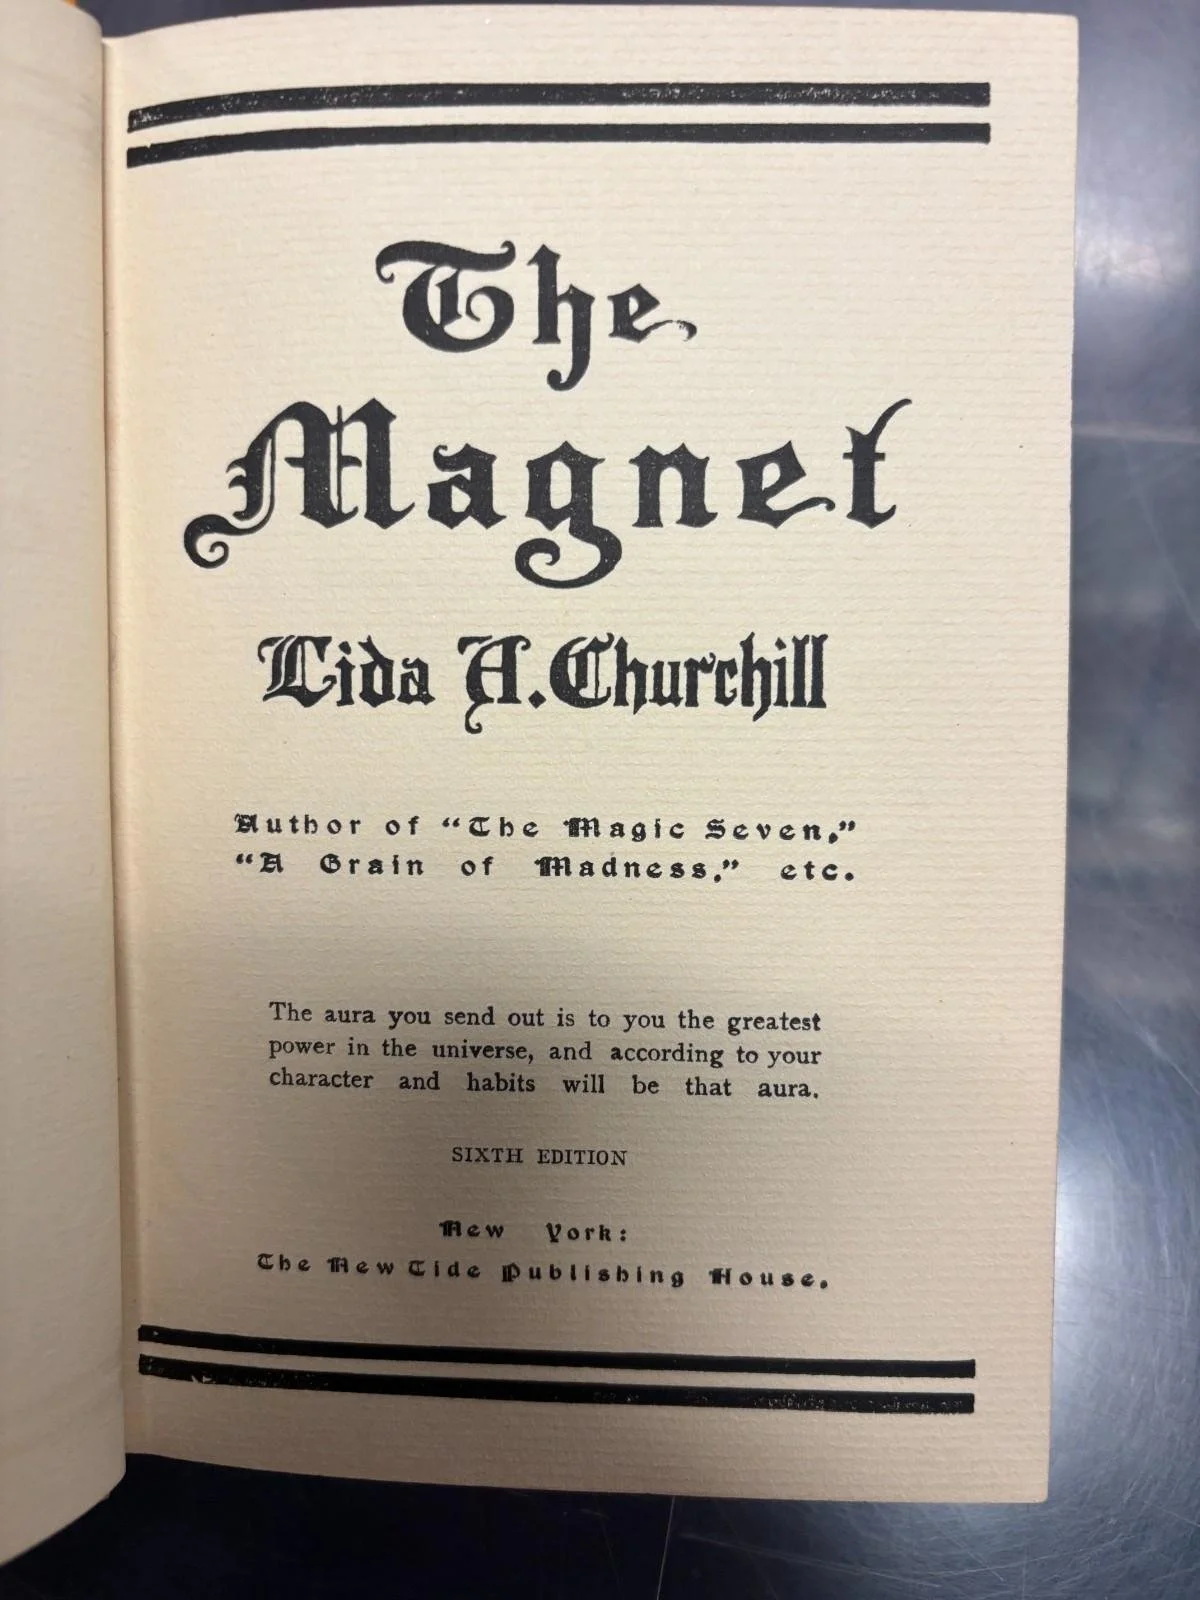 The
Magnet
Lida A. Churchill
Author of “The Magic Seven,”
“A Grain of Madness,” etc.
The aura you send out is to you the greatest
power in the universe, and according to your
character and habits will be that aura.
SIXTH EDITION
New York:
The New Tide Publishing House.